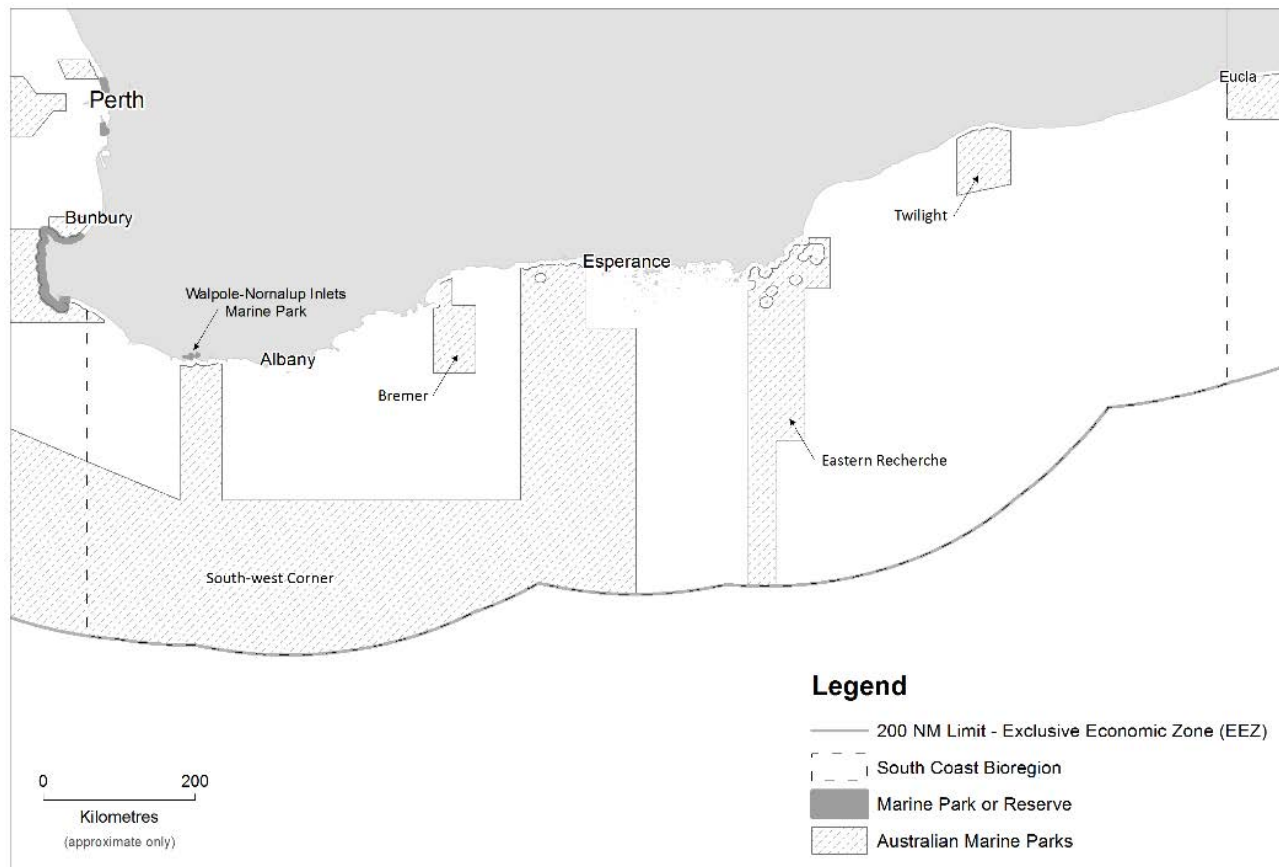 Eucla
Perth
Twilight
Bunbury
Esperance
Walpole-Nornalup Inlets
Marine Park
Albany
Bremer
Eastern Recherche
South-west Corner
Legend
200 NM Limit - Exclusive Economic Zone (EEZ)
South Coast Bioregion
Marine Park or Reserve
Australian Marine Parks
0 200
Kilometres
(approximate only)